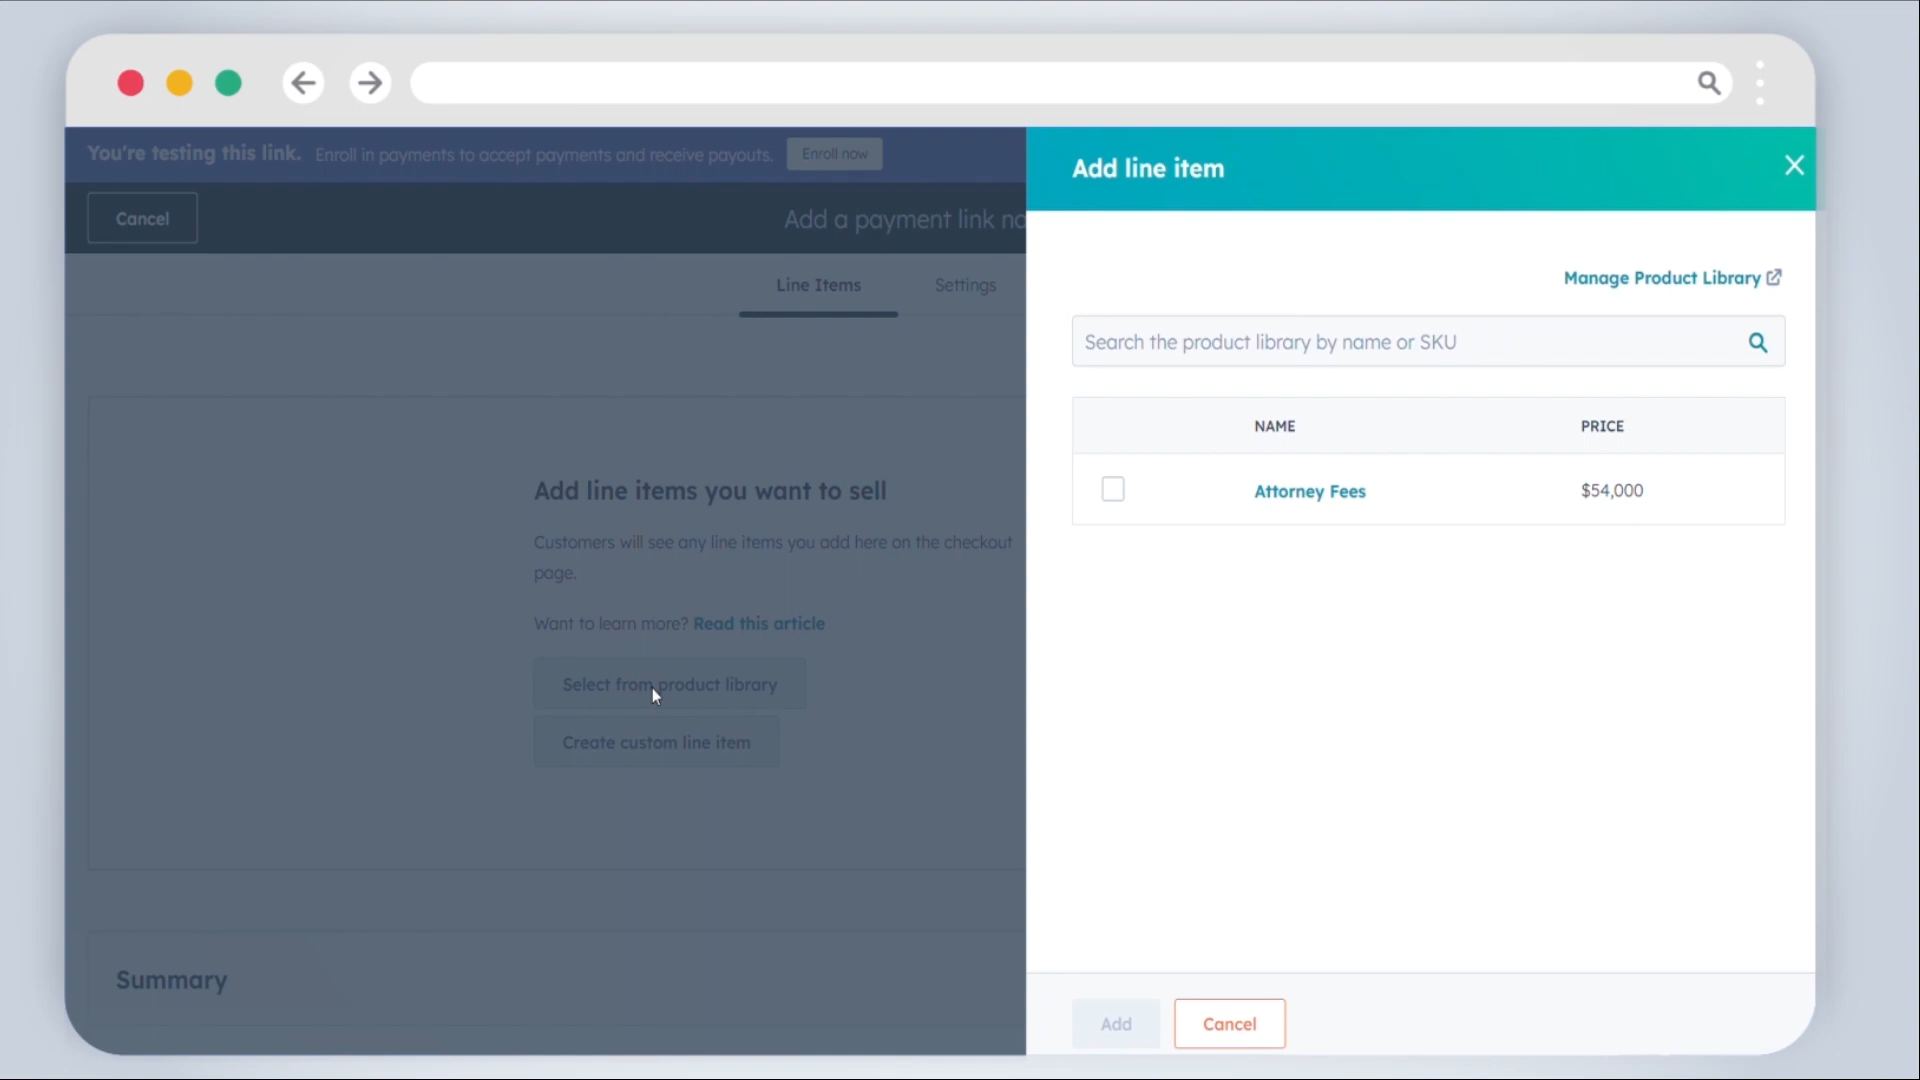 You're testing this link. Enroll in payments to accept payments and receive payouts. Enroll now
Cancel
Add a payment link na
Line Items Settings
Add line items you want to sell
Customers will see any line items you add here on the checkout
page.
Want to learn more? Read this article
Select from product library
Create custom line item
Summary
Add line item
Manage Product Library
Search the product library by name or SKU
NAME PRICE
Attorney Fees $54,000
Add Cancel